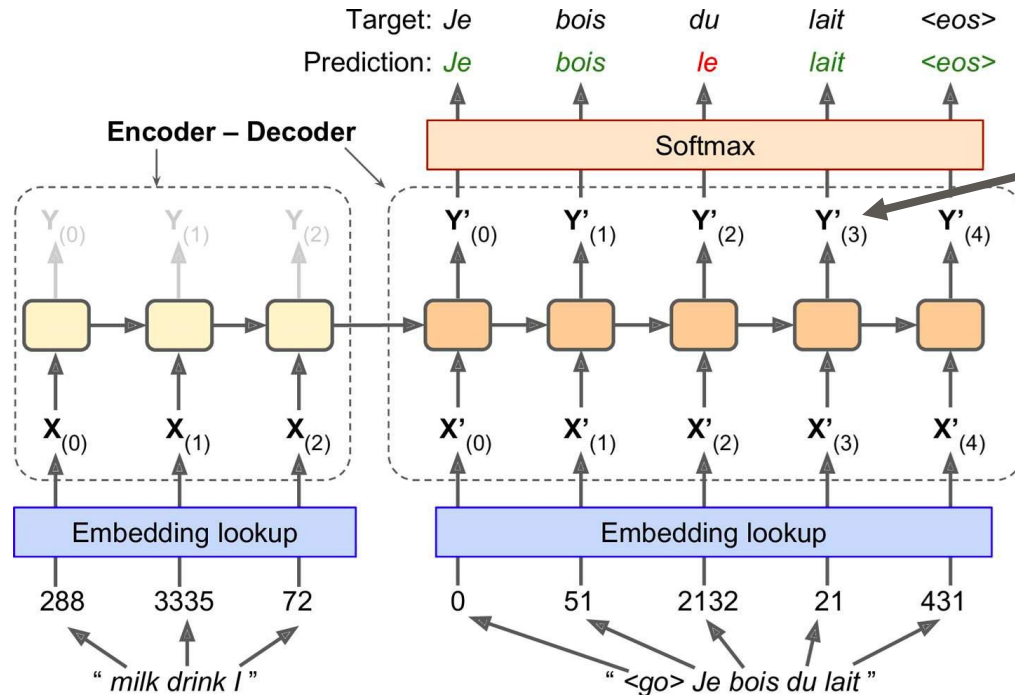 Target: Je bois du lait <eos>
Prediction: Je bois le lait <eos>
Encoder – Decoder
Softmax
Y(0) Y(1) Y(2) Y’(0) Y’(1) Y’(2) Y’(3) Y’(4)
X(0) X(1) X(2) X’(0) X’(1) X’(2) X’(3) X’(4)
Embedding lookup Embedding lookup
288 3335 72 0 51 2132 21 431
“ milk drink I ” “ <go> Je bois du lait ”